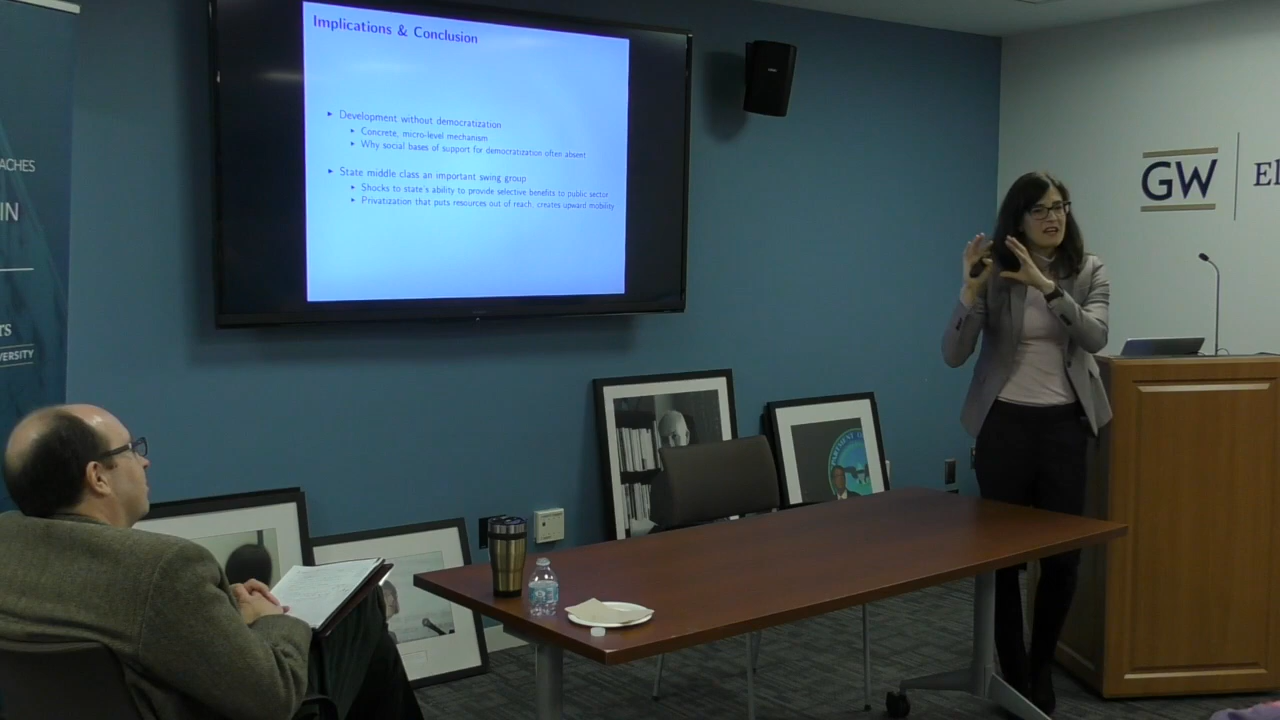 Implications & Conclusion
Development without democratization
Concrete, micro-level mechanism
Why social bases of support for democratization often absent
State middle class an important swing group
Shocks to state's ability to provide selective benefits to public sector
Privatization that puts resources out of reach, creates upward mobility
GW
El
ACHES
IN
rs
VERSITY